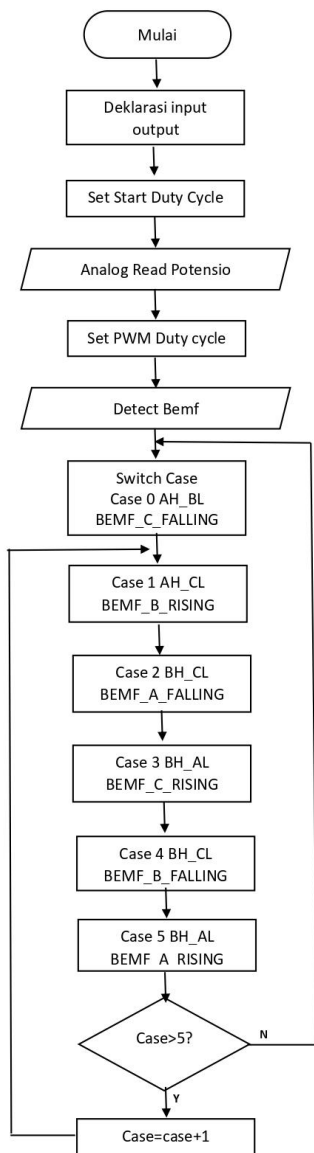 Mulai
Deklarasi input
output
Set Start Duty Cycle
Analog Read Potensio
Set PWM Duty cycle
Detect Bemf
Switch Case
Case 0 AH_BL
BEMF_C_FALLING
Case 1 AH_CL
BEMF_B_RISING
Case 2 BH_CL
BEMF_A_FALLING
Case 3 BH_AL
BEMF_C_RISING
Case 4 BH_CL
BEMF_B_FALLING
Case 5 BH_AL
BEMF_A_RISING
Case>5?
N
Y
Case=case+1